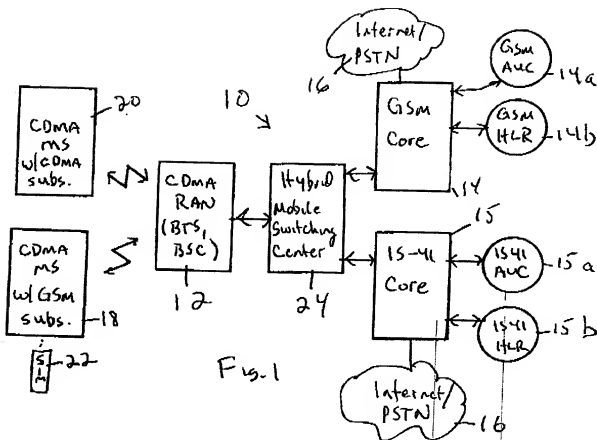 Internet/
PSTN
16
GSM
AUC
14a
GSM
Core
GSM
HLR
14b
14
20
CDMA
MS
w/CDMA
subs.
10
CDMA
RAN
(BTS,
BSC)
12
Hybrid
Mobile
Switching
Center
24
15
IS-41
Core
IS41
AUC
15a
IS41
HLR
15b
CDMA
MS
w/GSM
subs.
18
SIM
22
Fig. 1
Internet/
PSTN
16